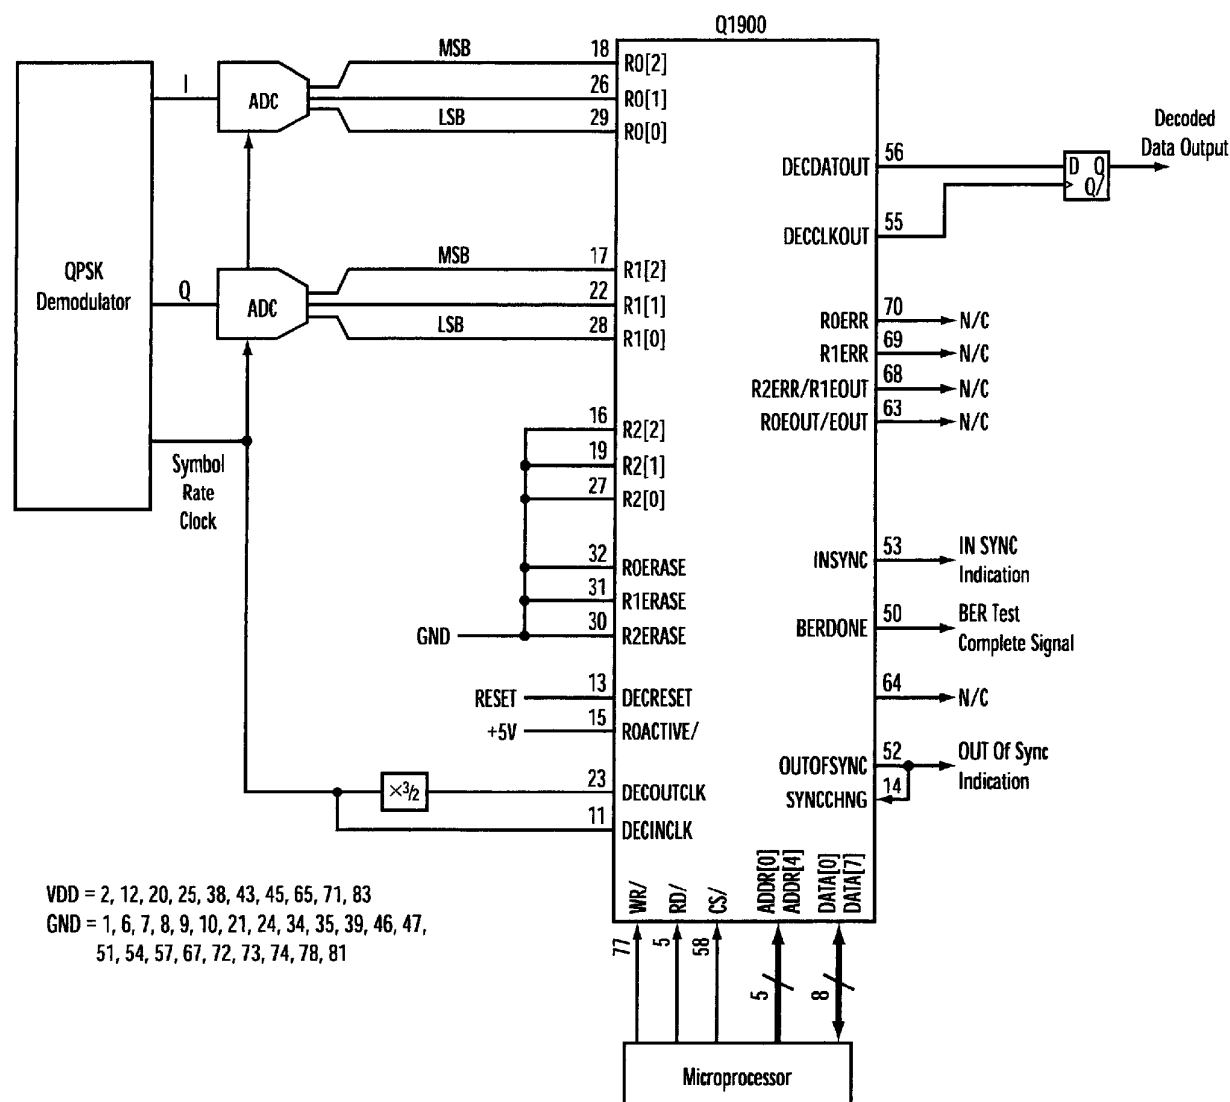 Q1900
QPSK
Demodulator
I
Q
Symbol
Rate
Clock
ADC
ADC
MSB
LSB
MSB
LSB
18 R0[2]
26 R0[1]
29 R0[0]
17 R1[2]
22 R1[1]
28 R1[0]
16 R2[2]
19 R2[1]
27 R2[0]
32 R0ERASE
31 R1ERASE
GND 30 R2ERASE
RESET 13 DECRESET
+5V 15 ROACTIVE/
×3/2 23 DECOUTCLK
11 DECINCLK
DECDATOUT 56
DECCLKOUT 55
D Q
Q/
Decoded
Data Output
R0ERR 70 N/C
R1ERR 69 N/C
R2ERR/R1EOUT 68 N/C
R0EOUT/EOUT 63 N/C
INSYNC 53 IN SYNC
Indication
BERDONE 50 BER Test
Complete Signal
64 N/C
OUTOFSYNC 52 OUT Of Sync
Indication
SYNCCHNG 14
WR/
RD/
CS/
ADDR[0]
ADDR[4]
DATA[0]
DATA[7]
77
5
58
5
8
Microprocessor
VDD = 2, 12, 20, 25, 38, 43, 45, 65, 71, 83
GND = 1, 6, 7, 8, 9, 10, 21, 24, 34, 35, 39, 46, 47,
51, 54, 57, 67, 72, 73, 74, 78, 81